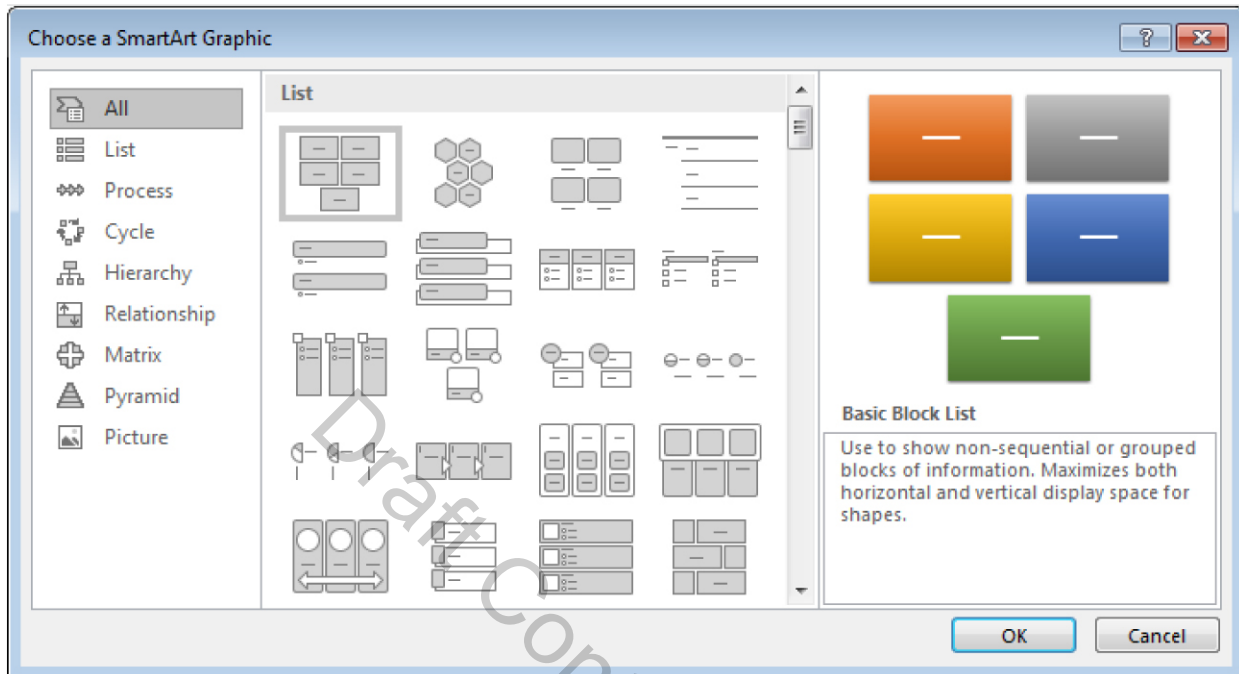 Choose a SmartArt Graphic
?
All
List
Process
Cycle
Hierarchy
Relationship
Matrix
Pyramid
Picture
List
Basic Block List
Use to show non-sequential or grouped
blocks of information. Maximizes both
horizontal and vertical display space for
shapes.
OK
Cancel
Draft Con